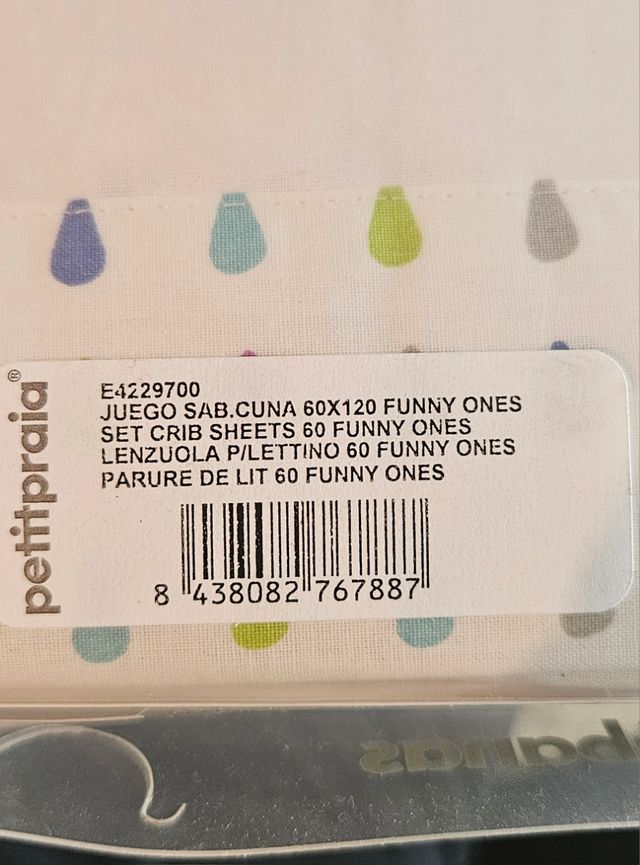 petitpraia®
E4229700
JUEGO SAB.CUNA 60X120 FUNNY ONES
SET CRIB SHEETS 60 FUNNY ONES
LENZUOLA P/LETTINO 60 FUNNY ONES
PARURE DE LIT 60 FUNNY ONES
8 438082 767887